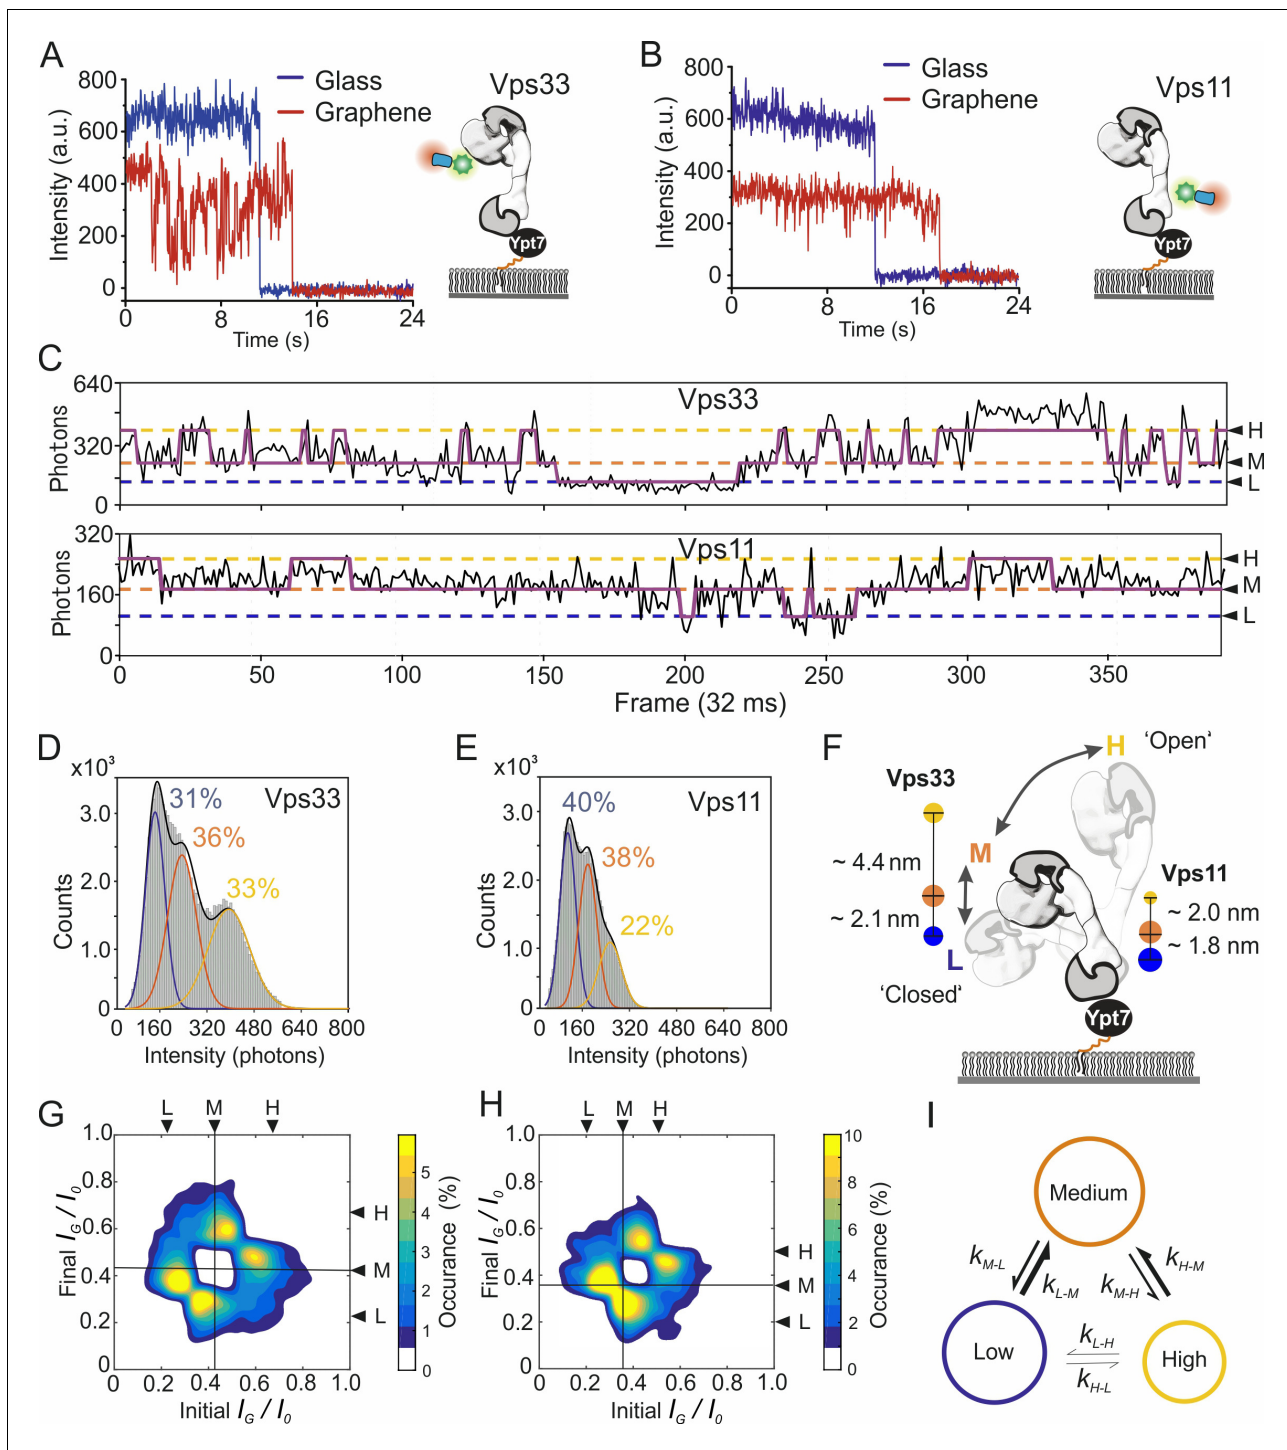 A
Glass
Graphene
Vps33
Intensity (a.u.)
800
600
400
200
0
0 8 16 24
Time (s)
Ypt7
B
Glass
Graphene
Vps11
Intensity (a.u.)
800
600
400
200
0
0 8 16 24
Time (s)
Ypt7
C
Photons
640
320
0
Vps33
H
M
L
Photons
320
160
0
Vps11
H
M
L
0 50 100 150 200 250 300 350
Frame (32 ms)
D
x10³
Vps33
31%
36%
33%
Counts
3.0
2.0
1.0
0
0 160 320 480 640 800
Intensity (photons)
E
x10³
Vps11
40%
38%
22%
Counts
3.0
2.0
1.0
0
0 160 320 480 640 800
Intensity (photons)
F
H
'Open'
Vps33
M
~ 4.4 nm
~ 2.1 nm
L
'Closed'
Vps11
~ 2.0 nm
~ 1.8 nm
Ypt7
G
L M H
Final I_G / I_0
1.0
0.8
0.6
0.4
0.2
0
H
M
L
0 0.2 0.4 0.6 0.8 1.0
Initial I_G / I_0
5
4
3
2
1
0
Occurance (%)
H
L M H
Final I_G / I_0
1.0
0.8
0.6
0.4
0.2
0
H
M
L
0 0.2 0.4 0.6 0.8 1.0
Initial I_G / I_0
10
8
6
4
2
0
Occurance (%)
I
Medium
k_M-L
k_L-M
k_M-H
k_H-M
Low
k_L-H
k_H-L
High